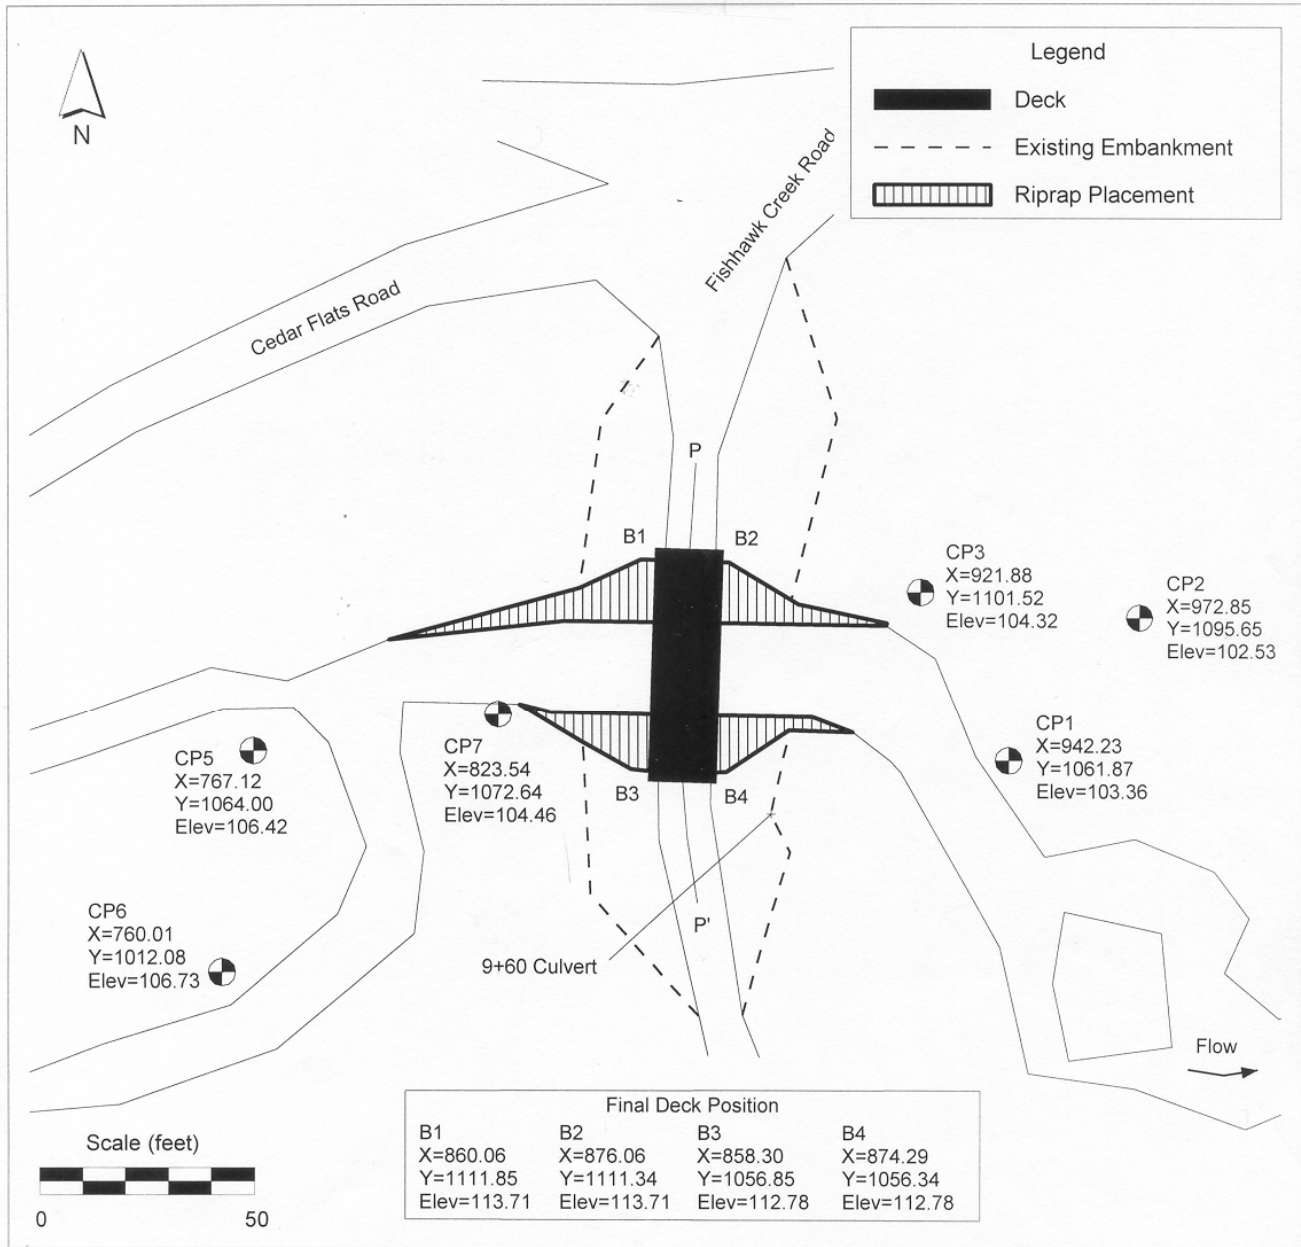 Legend
Deck
Existing Embankment
Riprap Placement
N
Fishhawk Creek Road
Cedar Flats Road
P
B1
B2
CP3
X=921.88
Y=1101.52
Elev=104.32
CP2
X=972.85
Y=1095.65
Elev=102.53
CP1
X=942.23
Y=1061.87
Elev=103.36
CP5
X=767.12
Y=1064.00
Elev=106.42
CP7
X=823.54
Y=1072.64
Elev=104.46
B3
B4
CP6
X=760.01
Y=1012.08
Elev=106.73
P'
9+60 Culvert
Flow
Scale (feet)
0 50
Final Deck Position
B1 B2 B3 B4
X=860.06 X=876.06 X=858.30 X=874.29
Y=1111.85 Y=1111.34 Y=1056.85 Y=1056.34
Elev=113.71 Elev=113.71 Elev=112.78 Elev=112.78